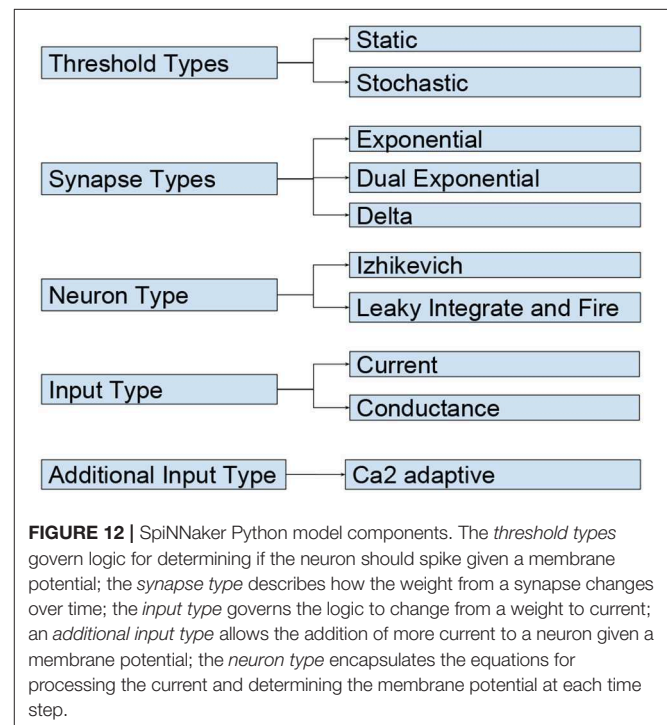 Threshold Types
Static
Stochastic
Synapse Types
Exponential
Dual Exponential
Delta
Neuron Type
Izhikevich
Leaky Integrate and Fire
Input Type
Current
Conductance
Additional Input Type
Ca2 adaptive
FIGURE 12 | SpiNNaker Python model components. The threshold types
govern logic for determining if the neuron should spike given a membrane
potential; the synapse type describes how the weight from a synapse changes
over time; the input type governs the logic to change from a weight to current;
an additional input type allows the addition of more current to a neuron given a
membrane potential; the neuron type encapsulates the equations for
processing the current and determining the membrane potential at each time
step.